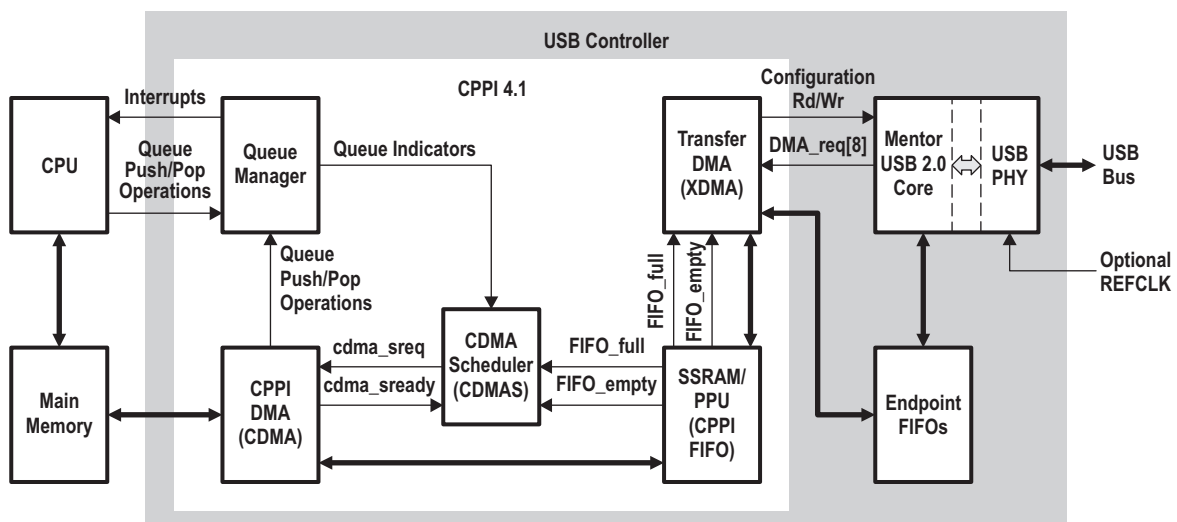 USB Controller
CPPI 4.1
Interrupts
CPU
Queue
Push/Pop
Operations
Queue
Manager
Queue Indicators
Transfer
DMA
(XDMA)
Configuration
Rd/Wr
DMA_req[8]
Mentor
USB 2.0
Core
USB
PHY
USB
Bus
Queue
Push/Pop
Operations
FIFO_full
FIFO_empty
Optional
REFCLK
Main
Memory
CPPI
DMA
(CDMA)
cdma_sreq
cdma_sready
CDMA
Scheduler
(CDMAS)
FIFO_full
FIFO_empty
SSRAM/
PPU
(CPPI
FIFO)
Endpoint
FIFOs